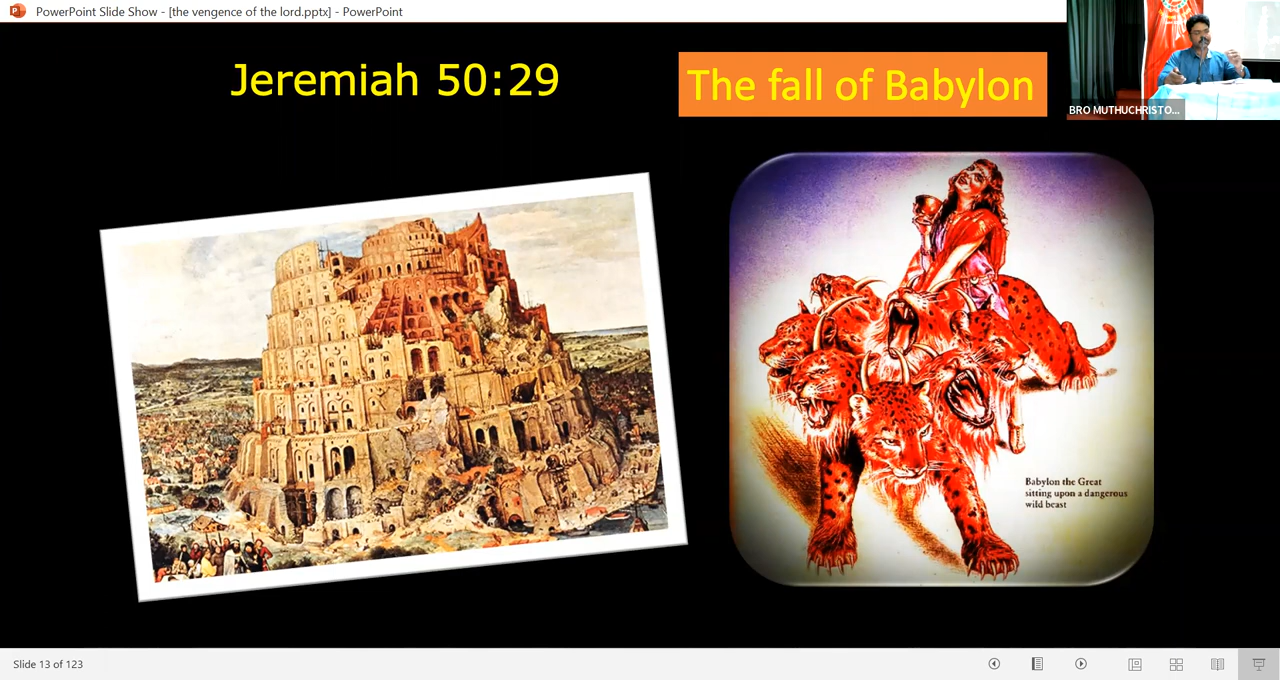 PowerPoint Slide Show - [the vengence of the lord.pptx] - PowerPoint
Jeremiah 50:29
The fall of Babylon
BRO MUTHUCHRISTO...
Babylon the Great
sitting upon a dangerous
wild beast
Slide 13 of 123